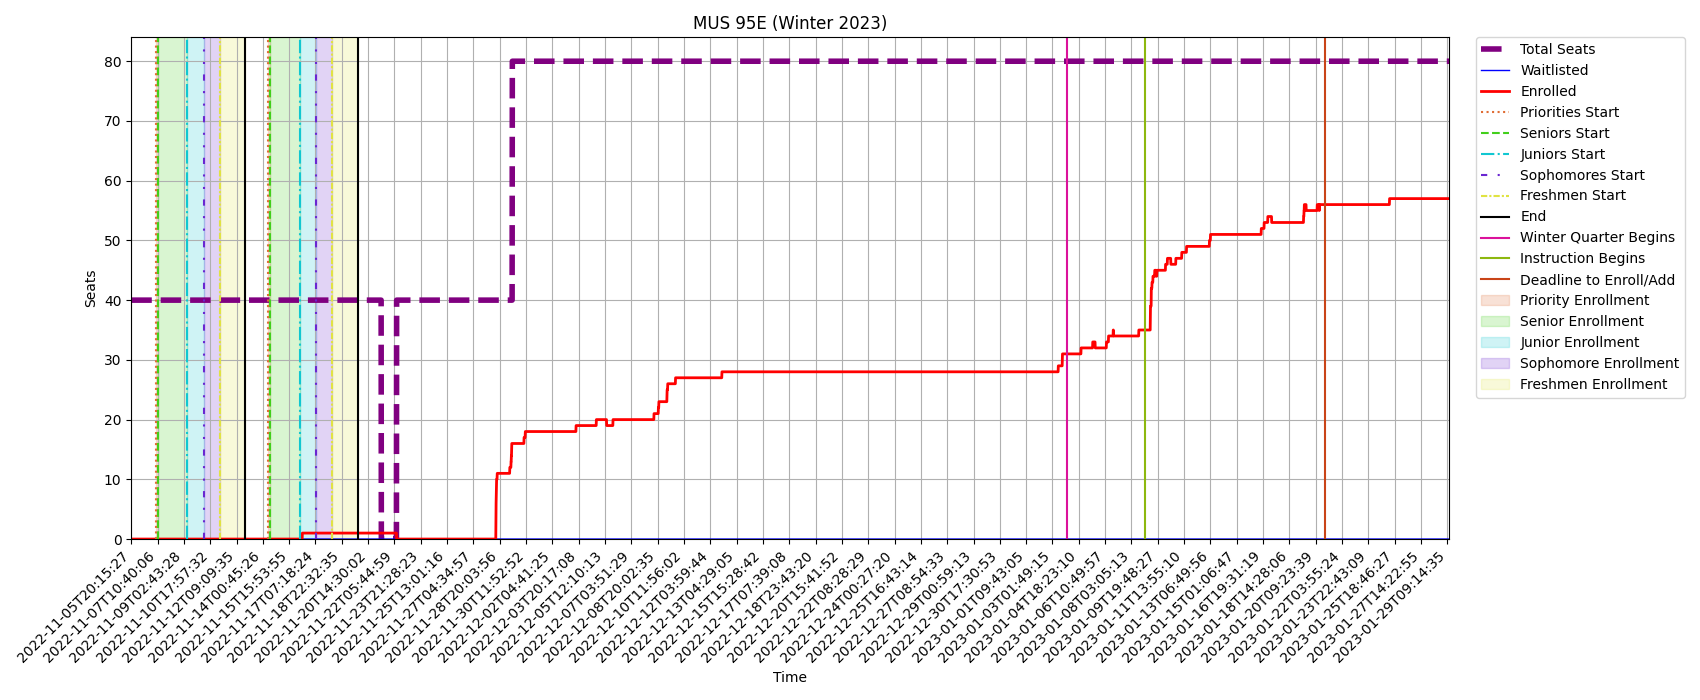 MUS 95E (Winter 2023)
Seats
80
70
60
50
40
30
20
10
0
2022-11-05T20:15:27
2022-11-07T10:40:06
2022-11-09T02:43:28
2022-11-10T17:57:32
2022-11-12T09:09:35
2022-11-14T00:45:26
2022-11-15T15:53:55
2022-11-17T07:18:24
2022-11-18T22:32:35
2022-11-20T14:30:02
2022-11-22T05:44:59
2022-11-23T21:28:23
2022-11-25T13:01:16
2022-11-27T04:34:57
2022-11-28T20:03:56
2022-11-30T11:52:52
2022-12-02T04:41:25
2022-12-03T20:17:08
2022-12-05T12:10:13
2022-12-07T03:51:29
2022-12-08T20:02:35
2022-12-10T11:56:02
2022-12-12T03:59:44
2022-12-13T04:29:05
2022-12-15T15:28:42
2022-12-17T07:39:08
2022-12-18T23:43:20
2022-12-20T15:41:52
2022-12-22T08:28:29
2022-12-24T00:27:20
2022-12-25T16:43:14
2022-12-27T08:54:33
2022-12-29T00:59:13
2022-12-30T17:30:53
2023-01-01T09:43:05
2023-01-03T01:49:15
2023-01-04T18:23:10
2023-01-06T10:49:57
2023-01-08T03:05:13
2023-01-09T19:48:27
2023-01-11T13:55:10
2023-01-13T06:49:56
2023-01-15T01:06:47
2023-01-16T19:31:19
2023-01-18T14:28:06
2023-01-20T09:23:39
2023-01-22T03:55:24
2023-01-23T22:43:09
2023-01-25T18:46:27
2023-01-27T14:22:55
2023-01-29T09:14:35
Time
Total Seats
Waitlisted
Enrolled
Priorities Start
Seniors Start
Juniors Start
Sophomores Start
Freshmen Start
End
Winter Quarter Begins
Instruction Begins
Deadline to Enroll/Add
Priority Enrollment
Senior Enrollment
Junior Enrollment
Sophomore Enrollment
Freshmen Enrollment